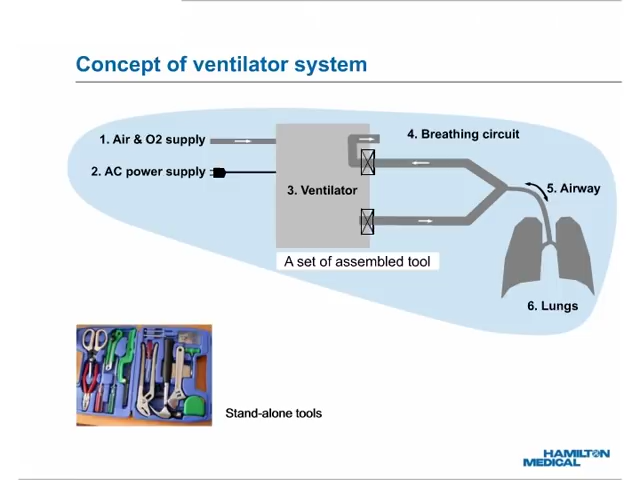 Concept of ventilator system
1. Air & O2 supply
4. Breathing circuit
2. AC power supply
3. Ventilator
5. Airway
A set of assembled tool
6. Lungs
Stand-alone tools
HAMILTON
MEDICAL